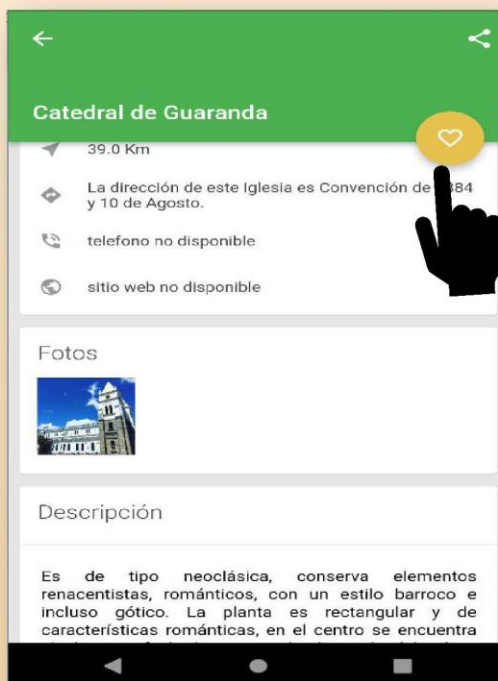 Catedral de Guaranda
39.0 Km
La dirección de este Iglesia es Convención de 884
y 10 de Agosto.
telefono no disponible
sitio web no disponible
Fotos
Descripción
Es de tipo neoclásica, conserva elementos
renacentistas, románticos, con un estilo barroco e
incluso gótico. La planta es rectangular y de
características románticas, en el centro se encuentra